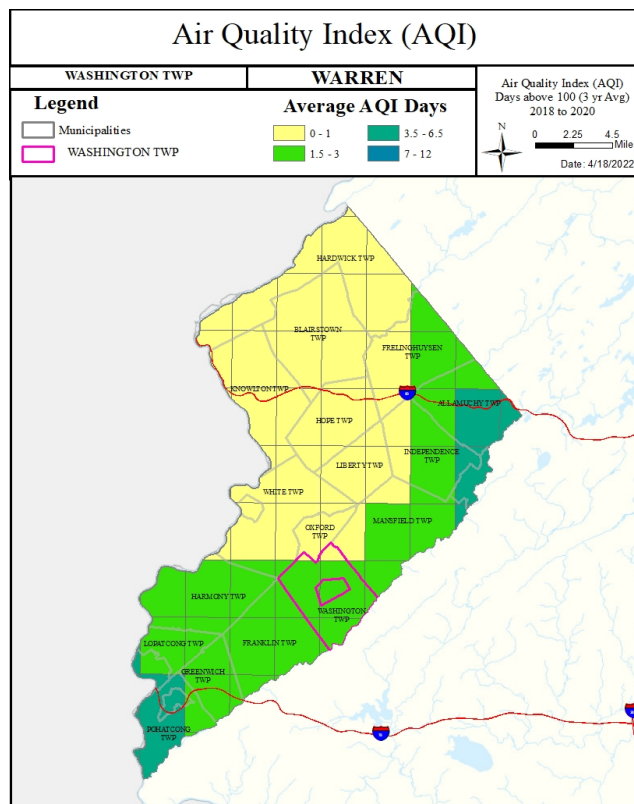 Air Quality Index (AQI)
WASHINGTON TWP
WARREN
Legend
Municipalities
WASHINGTON TWP
Average AQI Days
0 - 1
1.5 - 3
3.5 - 6.5
7 - 12
Air Quality Index (AQI)
Days above 100 (3 yr Avg)
2018 to 2020
N
0 2.25 4.5
Mile
Date: 4/18/2022
HARDWICK TWP
BLAIRSTOWN
TWP
FRELINGHUYSEN
TWP
KNOWLTON TWP
ALLAMUCHY TWP
HOPE TWP
INDEPENDENCE
TWP
LIBERTY TWP
WHITE TWP
MANSFIELD TWP
OXFORD
TWP
HARMONY TWP
WASHINGTON
TWP
LOPATCONG TWP
FRANKLIN TWP
GREENWICH
TWP
POHATCONG
TWP